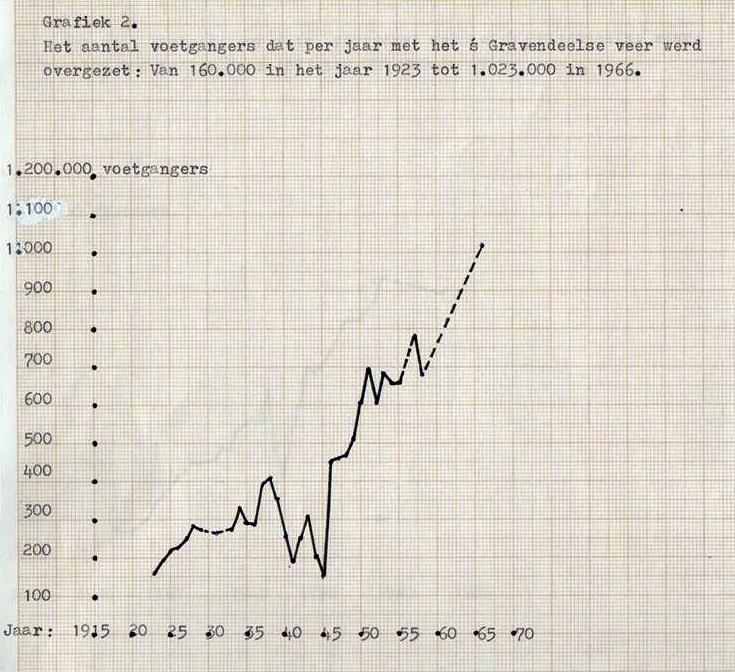 Grafiek 2.
Het aantal voetgangers dat per jaar met het ś Gravendeelse veer werd
overgezet: Van 160.000 in het jaar 1923 tot 1.023.000 in 1966.
1.200.000 voetgangers
1.100
1.000
900
800
700
600
500
400
300
200
100
Jaar: 1915 20 25 30 35 40 45 50 55 60 65 70